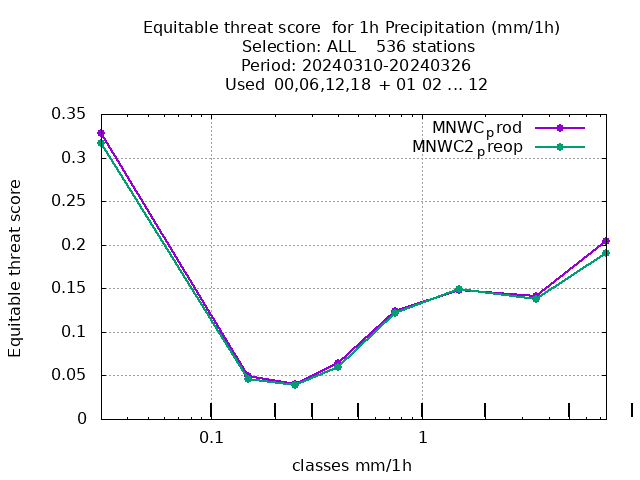 Equitable threat score  for 1h Precipitation (mm/1h)
Selection: ALL    536 stations
Period: 20240310-20240326
Used  00,06,12,18 + 01 02 ... 12
MNWCprod
MNWC2preop
Equitable threat score
0.35
0.3
0.25
0.2
0.15
0.1
0.05
0
0.1
1
classes mm/1h